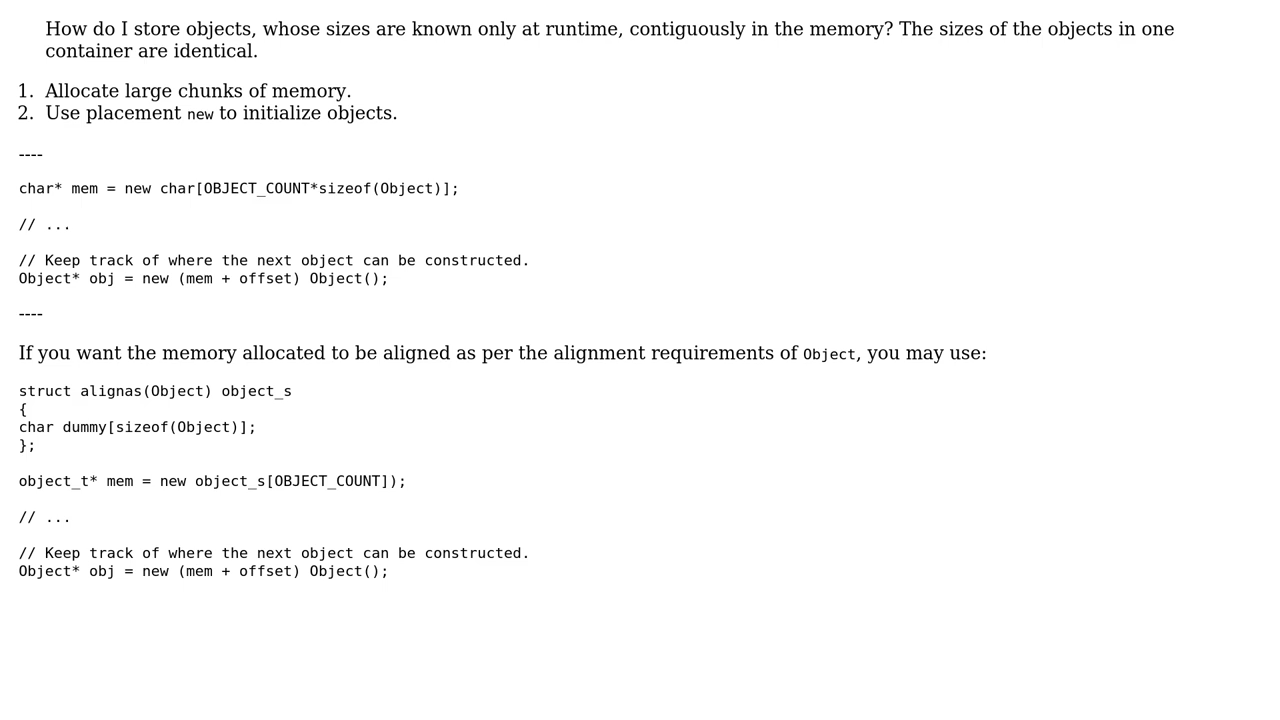 How do I store objects, whose sizes are known only at runtime, contiguously in the memory? The sizes of the objects in one
container are identical.
1. Allocate large chunks of memory.
2. Use placement new to initialize objects.
----
char* mem = new char[OBJECT_COUNT*sizeof(Object)];
// ...
// Keep track of where the next object can be constructed.
Object* obj = new (mem + offset) Object();
----
If you want the memory allocated to be aligned as per the alignment requirements of Object, you may use:
struct alignas(Object) object_s
{
char dummy[sizeof(Object)];
};
object_t* mem = new object_s[OBJECT_COUNT]);
// ...
// Keep track of where the next object can be constructed.
Object* obj = new (mem + offset) Object();